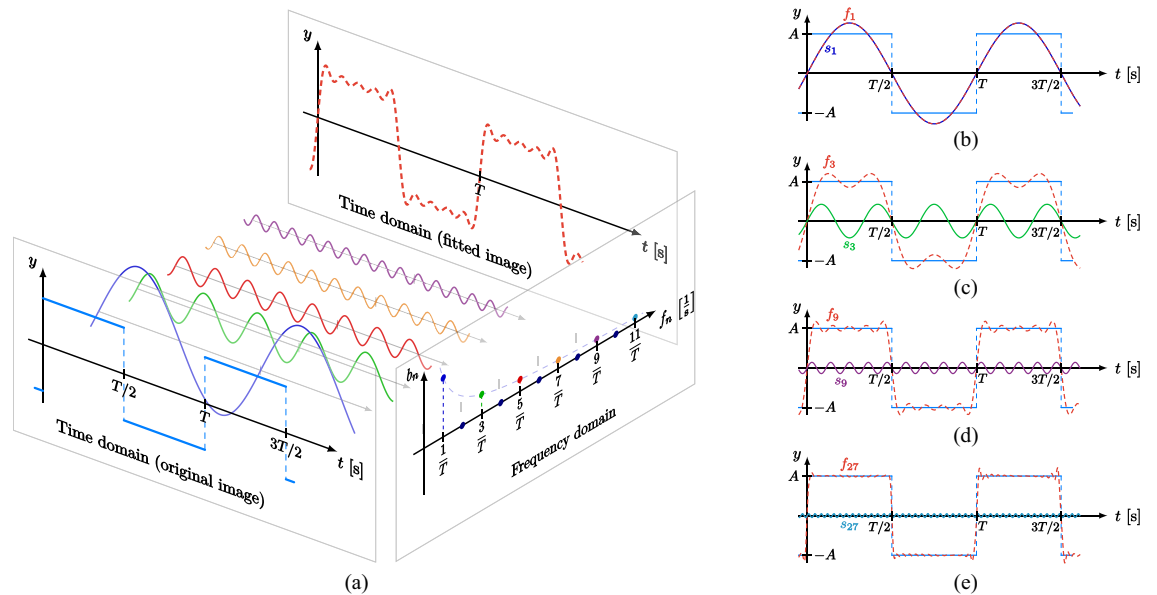 y
T
t [s]
Time domain (fitted image)
y
T/2
T
3T/2
t [s]
Time domain (original image)
b_n
1/T
3/T
5/T
7/T
9/T
11/T
f_n [1/s]
Frequency domain
(a)
y
f_1
A
s_1
T/2
T
3T/2
t [s]
−A
(b)
y
f_3
A
s_3
T/2
T
3T/2
t [s]
−A
(c)
y
f_9
A
s_9
T/2
T
3T/2
t [s]
−A
(d)
y
f_27
A
s_27
T/2
T
3T/2
t [s]
−A
(e)